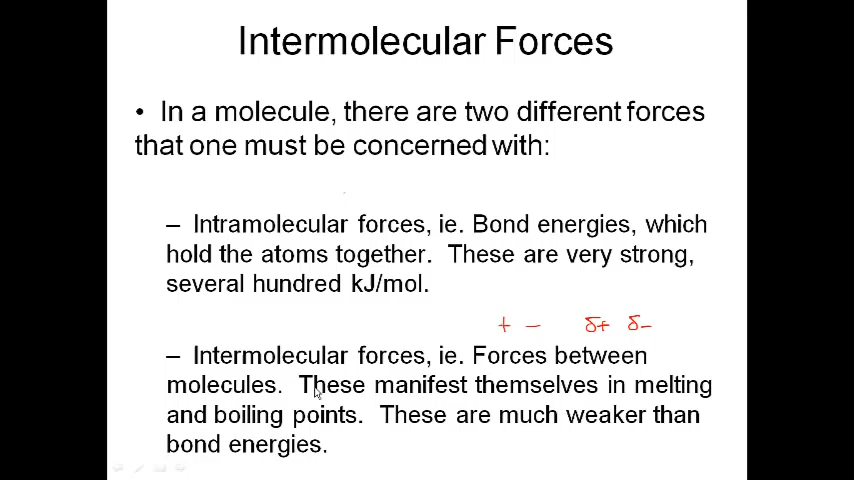 Intermolecular Forces
• In a molecule, there are two different forces
that one must be concerned with:
– Intramolecular forces, ie. Bond energies, which
hold the atoms together. These are very strong,
several hundred kJ/mol.
+ – δ+ δ–
– Intermolecular forces, ie. Forces between
molecules. These manifest themselves in melting
and boiling points. These are much weaker than
bond energies.